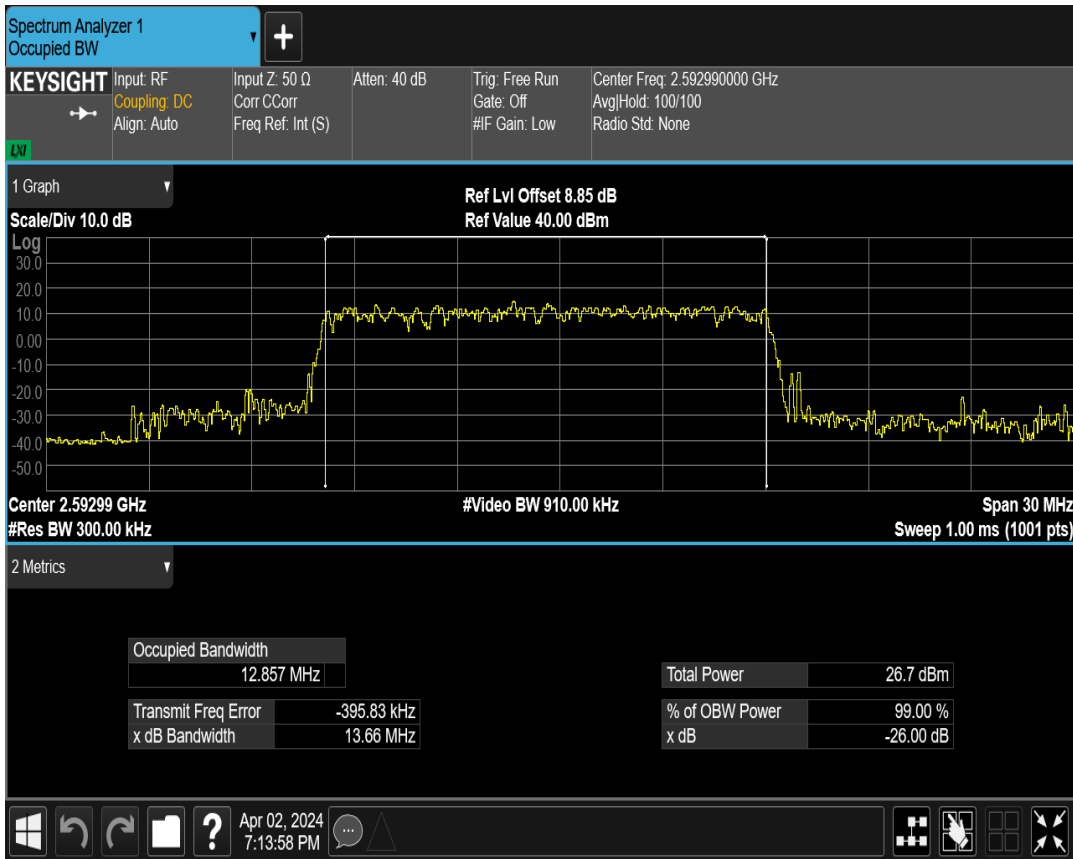 Spectrum Analyzer 1
Occupied BW
+
KEYSIGHT
LXI
Input: RF
Coupling: DC
Align: Auto
Input Z: 50 Ω
Corr CCorr
Freq Ref: Int (S)
Atten: 40 dB
Trig: Free Run
Gate: Off
#IF Gain: Low
Center Freq: 2.592990000 GHz
Avg|Hold: 100/100
Radio Std: None
1 Graph
Scale/Div 10.0 dB
Ref Lvl Offset 8.85 dB
Ref Value 40.00 dBm
Log
30.0
20.0
10.0
0.00
-10.0
-20.0
-30.0
-40.0
-50.0
Center 2.59299 GHz
#Video BW 910.00 kHz
Span 30 MHz
#Res BW 300.00 kHz
Sweep 1.00 ms (1001 pts)
2 Metrics
Occupied Bandwidth
12.857 MHz
Total Power 26.7 dBm
Transmit Freq Error -395.83 kHz
% of OBW Power 99.00 %
x dB Bandwidth 13.66 MHz
x dB -26.00 dB
?
Apr 02, 2024
7:13:58 PM